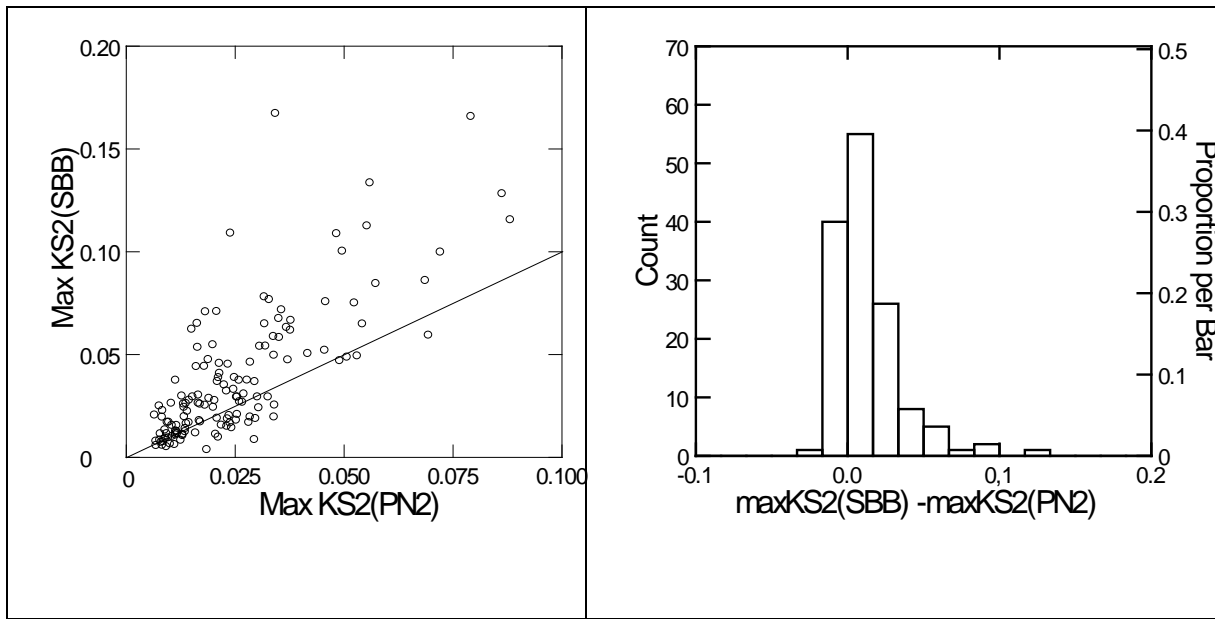 0.20
0.15
0.10
0.05
0
Max KS2(SBB)
0 0.025 0.050 0.075 0.100
Max KS2(PN2)
70
60
50
40
30
20
10
0
Count
0.5
0.4
0.3
0.2
0.1
0
Proportion per Bar
-0.1 0.0 0,1 0.2
maxKS2(SBB) -maxKS2(PN2)